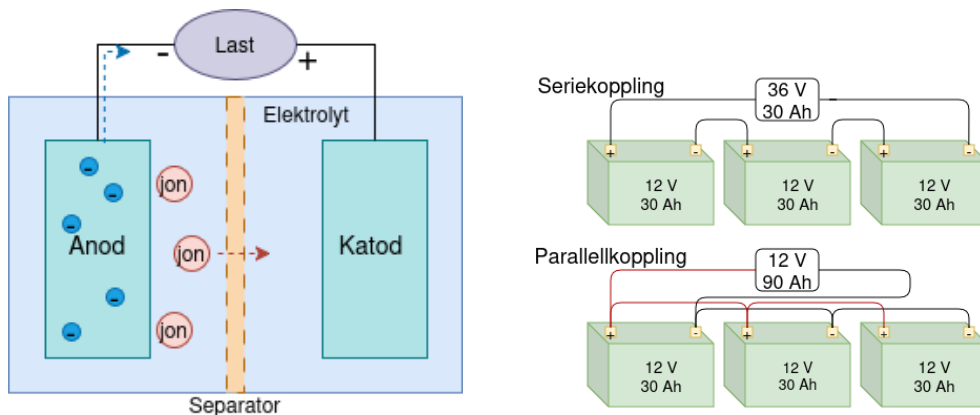 Last
-
+
Elektrolyt
- - - - -
jon
jon
jon
Anod
Katod
Separator
Seriekoppling
36 V
30 Ah
-
+ - + - + -
12 V
30 Ah
12 V
30 Ah
12 V
30 Ah
Parallellkoppling
12 V
90 Ah
+ - + - + -
12 V
30 Ah
12 V
30 Ah
12 V
30 Ah